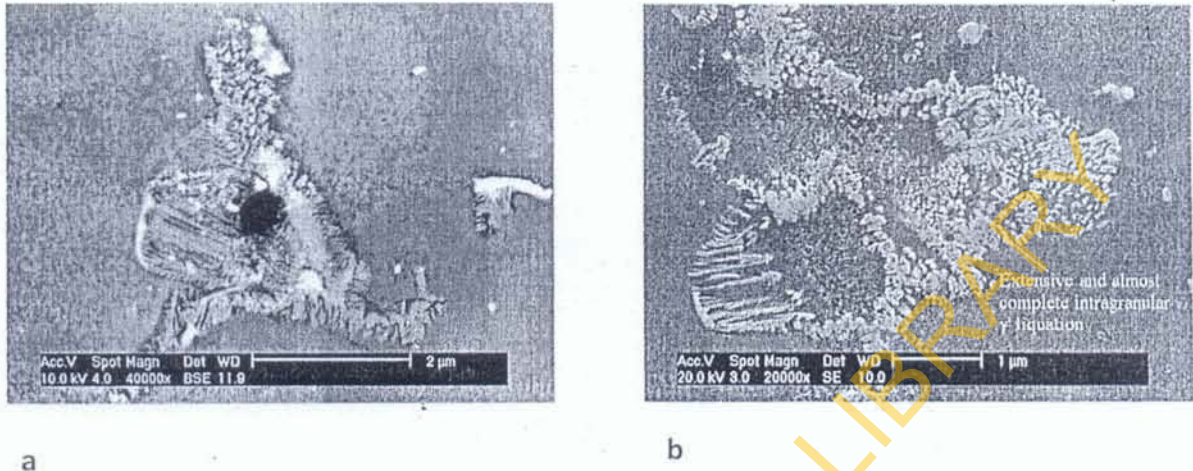 Acc.V Spot Magn Det WD 2 µm
10.0 kV 4.0 40000x BSE 11.9
Extensive and almost
complete intragranular
γ' liquation
Acc.V Spot Magn Det WD 1 µm
20.0 kV 3.0 20000x SE 10.0
LIBRARY
a
b